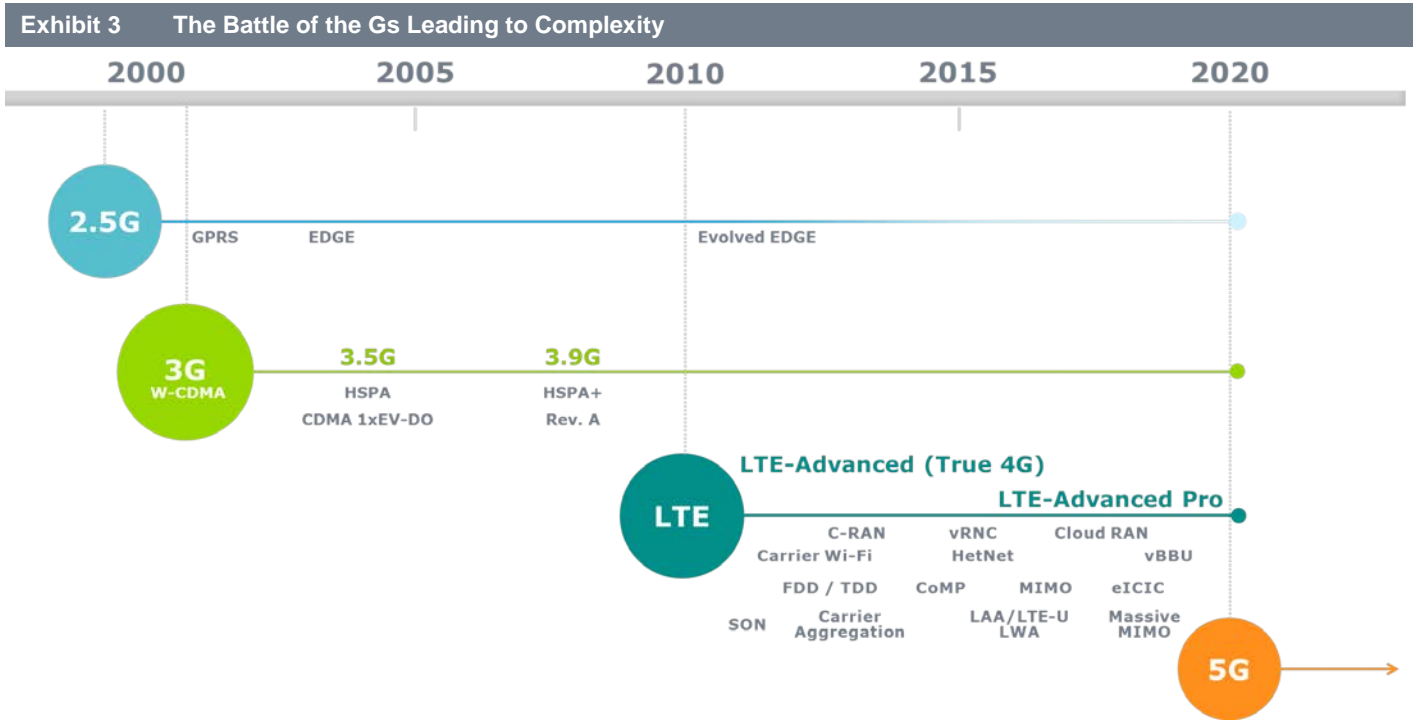 Exhibit 3 The Battle of the Gs Leading to Complexity
2000 2005 2010 2015 2020
2.5G
GPRS EDGE Evolved EDGE
3G
W-CDMA
3.5G 3.9G
HSPA HSPA+
CDMA 1xEV-DO Rev. A
LTE
LTE-Advanced (True 4G)
LTE-Advanced Pro
C-RAN vRNC Cloud RAN
Carrier Wi-Fi HetNet vBBU
FDD / TDD CoMP MIMO eICIC
SON Carrier Aggregation LAA/LTE-U LWA Massive MIMO
5G